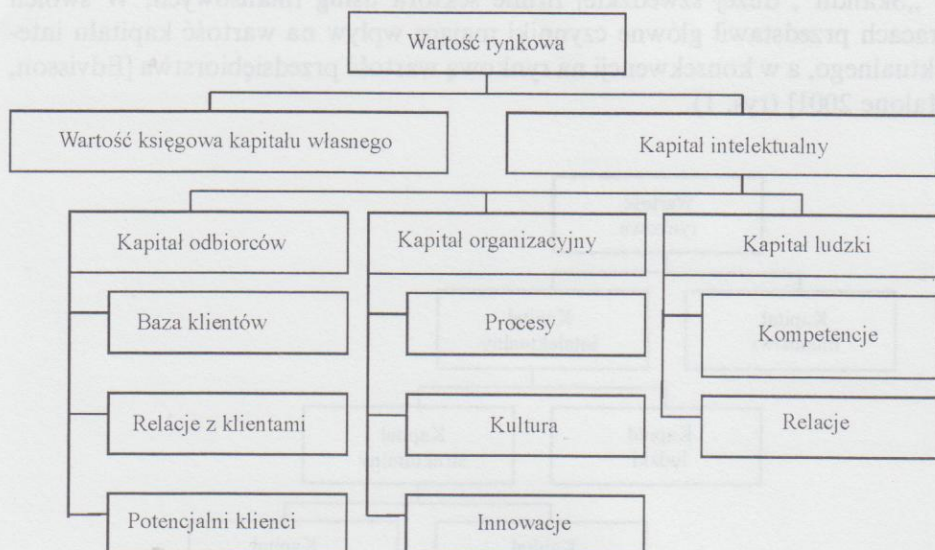 Wartość rynkowa
Wartość księgowa kapitału własnego
Kapitał intelektualny
Kapitał odbiorców
Kapitał organizacyjny
Kapitał ludzki
Baza klientów
Procesy
Kompetencje
Relacje z klientami
Kultura
Relacje
Potencjalni klienci
Innowacje